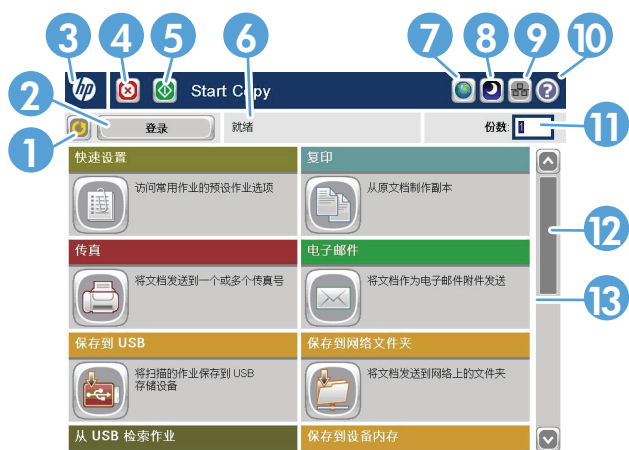 3
4
5
6
7
8
9
10
hp
Start Copy
2
登录
就绪
份数:
1
11
1
快速设置
复印
访问常用作业的预设作业选项
从原文档制作副本
12
传真
电子邮件
将文档发送到一个或多个传真号
将文档作为电子邮件附件发送
13
保存到 USB
保存到网络文件夹
将扫描的作业保存到 USB
存储设备
将文档发送到网络上的文件夹
从 USB 检索作业
保存到设备内存